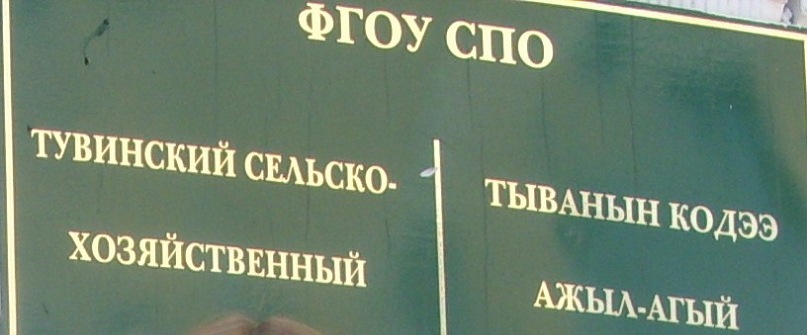 ФГОУ СПО
ТУВИНСКИЙ СЕЛЬСКО-
ХОЗЯЙСТВЕННЫЙ
ТЫВАНЫН КОДЭЭ
АЖЫЛ-АГЫЙ